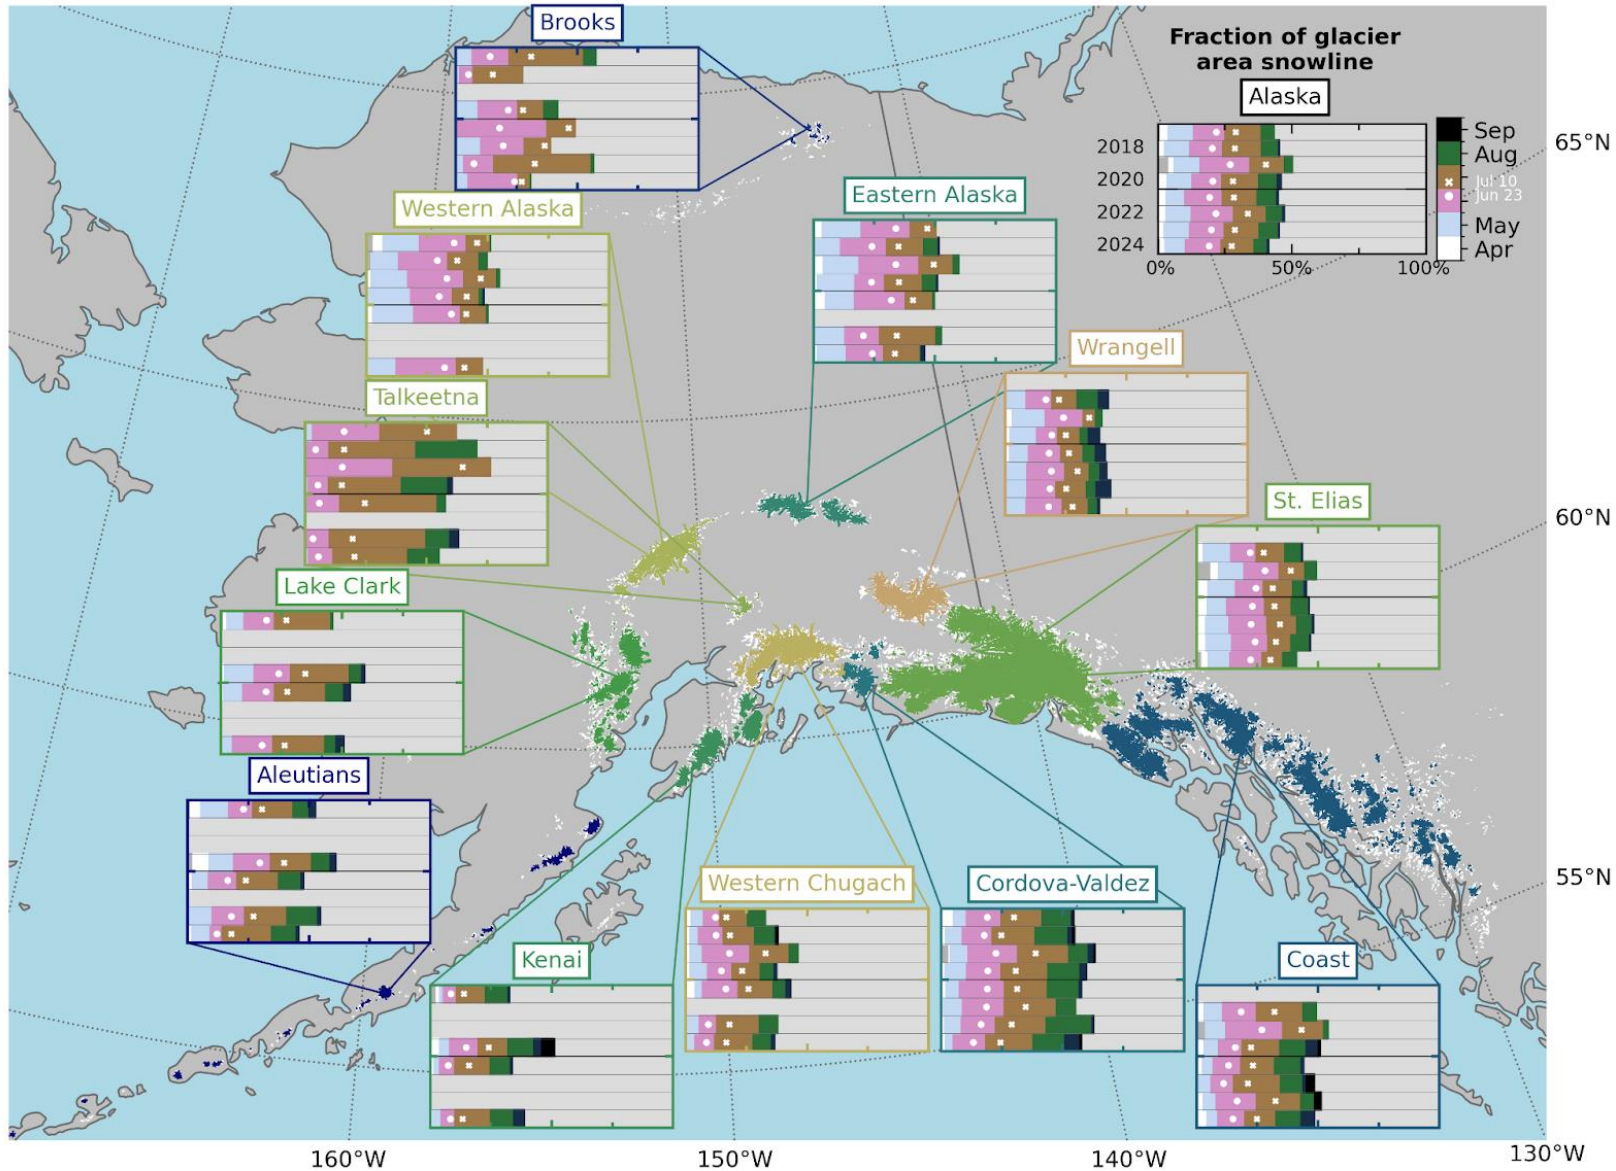 Brooks
Fraction of glacier
area snowline
Alaska
Sep
Aug
Jul 10
Jun 23
May
Apr
2018
2020
2022
2024
0%
50%
100%
65°N
Western Alaska
Eastern Alaska
Wrangell
Talkeetna
St. Elias
60°N
Lake Clark
Aleutians
Western Chugach
Cordova-Valdez
55°N
Kenai
Coast
160°W
150°W
140°W
130°W